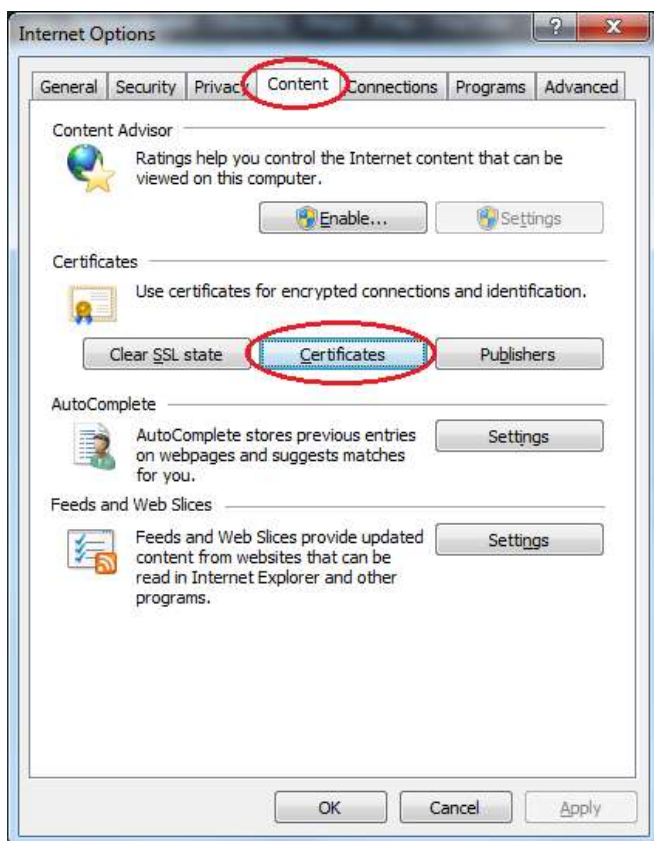 Internet Options
General Security Privacy Content Connections Programs Advanced
Content Advisor
Ratings help you control the Internet content that can be
viewed on this computer.
Enable... Settings
Certificates
Use certificates for encrypted connections and identification.
Clear SSL state Certificates Publishers
AutoComplete
AutoComplete stores previous entries
on webpages and suggests matches
for you.
Settings
Feeds and Web Slices
Feeds and Web Slices provide updated
content from websites that can be
read in Internet Explorer and other
programs.
Settings
OK Cancel Apply